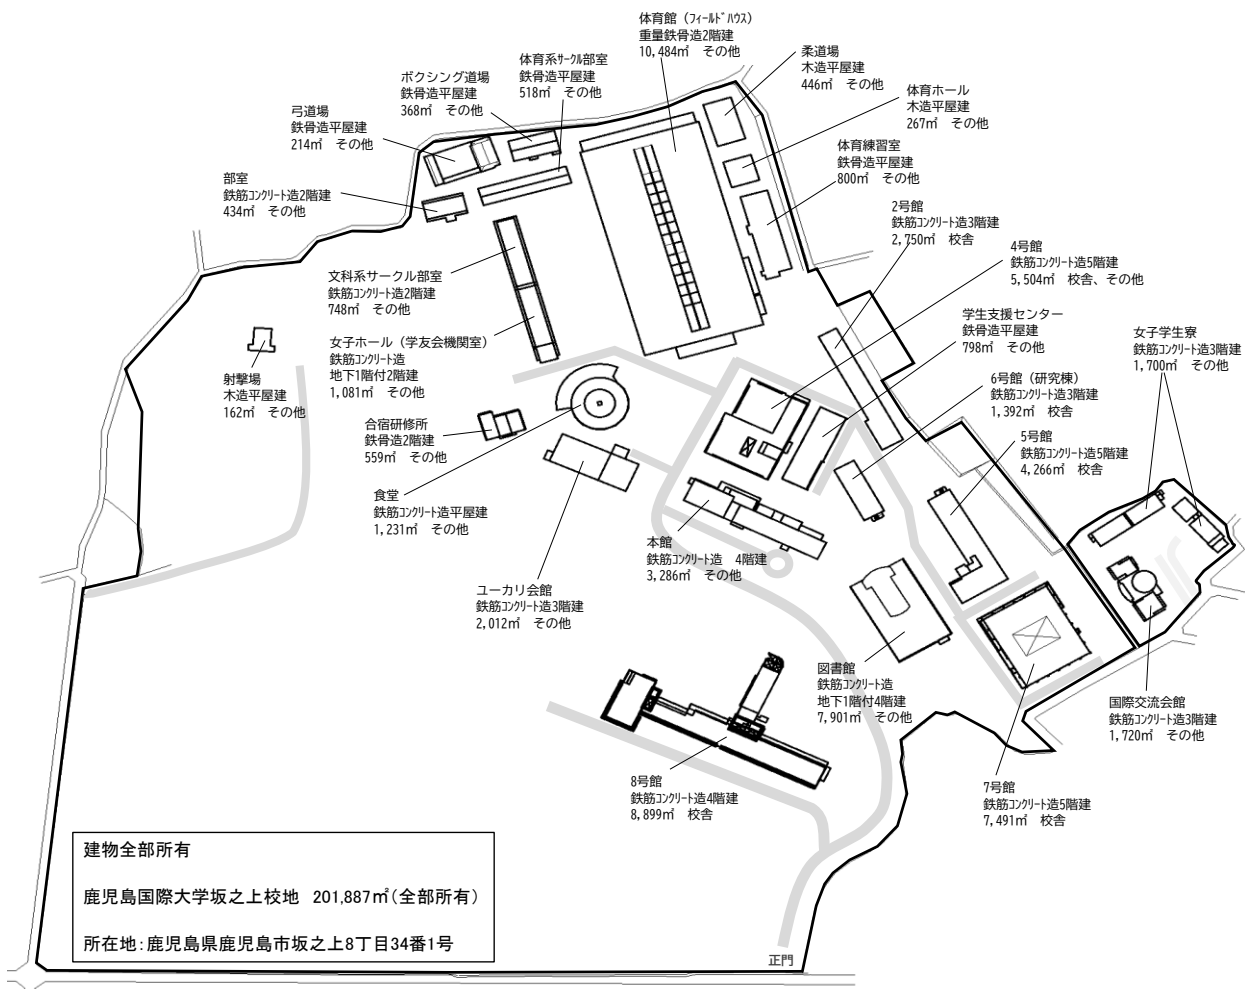 体育館（フィールドハウス）
重量鉄骨造2階建
10,484㎡　その他
柔道場
木造平屋建
446㎡　その他
体育系サークル部室
鉄骨造平屋建
518㎡　その他
ボクシング道場
鉄骨造平屋建
368㎡　その他
体育ホール
木造平屋建
267㎡　その他
弓道場
鉄骨造平屋建
214㎡　その他
体育練習室
鉄骨造平屋建
800㎡　その他
部室
鉄筋コンクリート造2階建
434㎡　その他
2号館
鉄筋コンクリート造3階建
2,750㎡　校舎
4号館
鉄筋コンクリート造5階建
5,504㎡　校舎、その他
文科系サークル部室
鉄筋コンクリート造2階建
748㎡　その他
学生支援センター
鉄骨造平屋建
798㎡　その他
女子学生寮
鉄筋コンクリート造3階建
1,700㎡　その他
女子ホール（学友会機関室）
鉄筋コンクリート造
地下1階付2階建
1,081㎡　その他
射撃場
木造平屋建
162㎡　その他
6号館（研究棟）
鉄筋コンクリート造3階建
1,392㎡　校舎
合宿研修所
鉄骨造2階建
559㎡　その他
5号館
鉄筋コンクリート造5階建
4,266㎡　校舎
食堂
鉄筋コンクリート造平屋建
1,231㎡　その他
本館
鉄筋コンクリート造　4階建
3,286㎡　その他
ユーカリ会館
鉄筋コンクリート造3階建
2,012㎡　その他
図書館
鉄筋コンクリート造
地下1階付4階建
7,901㎡　その他
国際交流会館
鉄筋コンクリート造3階建
1,720㎡　その他
8号館
鉄筋コンクリート造4階建
8,899㎡　校舎
7号館
鉄筋コンクリート造5階建
7,491㎡　校舎
建物全部所有
鹿児島国際大学坂之上校地　201,887㎡（全部所有）
所在地：鹿児島県鹿児島市坂之上8丁目34番1号
正門